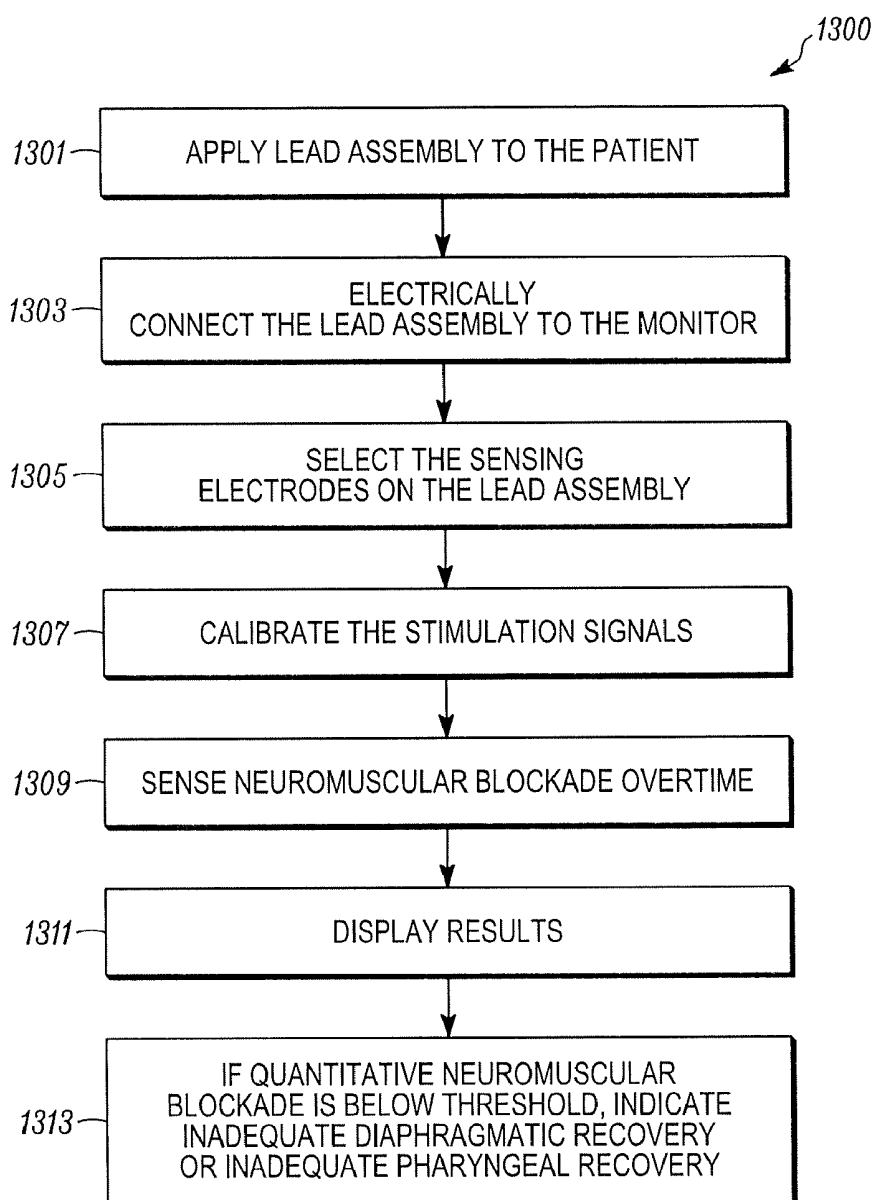 1300
1301
APPLY LEAD ASSEMBLY TO THE PATIENT
1303
ELECTRICALLY
CONNECT THE LEAD ASSEMBLY TO THE MONITOR
1305
SELECT THE SENSING
ELECTRODES ON THE LEAD ASSEMBLY
1307
CALIBRATE THE STIMULATION SIGNALS
1309
SENSE NEUROMUSCULAR BLOCKADE OVERTIME
1311
DISPLAY RESULTS
1313
IF QUANTITATIVE NEUROMUSCULAR
BLOCKADE IS BELOW THRESHOLD, INDICATE
INADEQUATE DIAPHRAGMATIC RECOVERY
OR INADEQUATE PHARYNGEAL RECOVERY